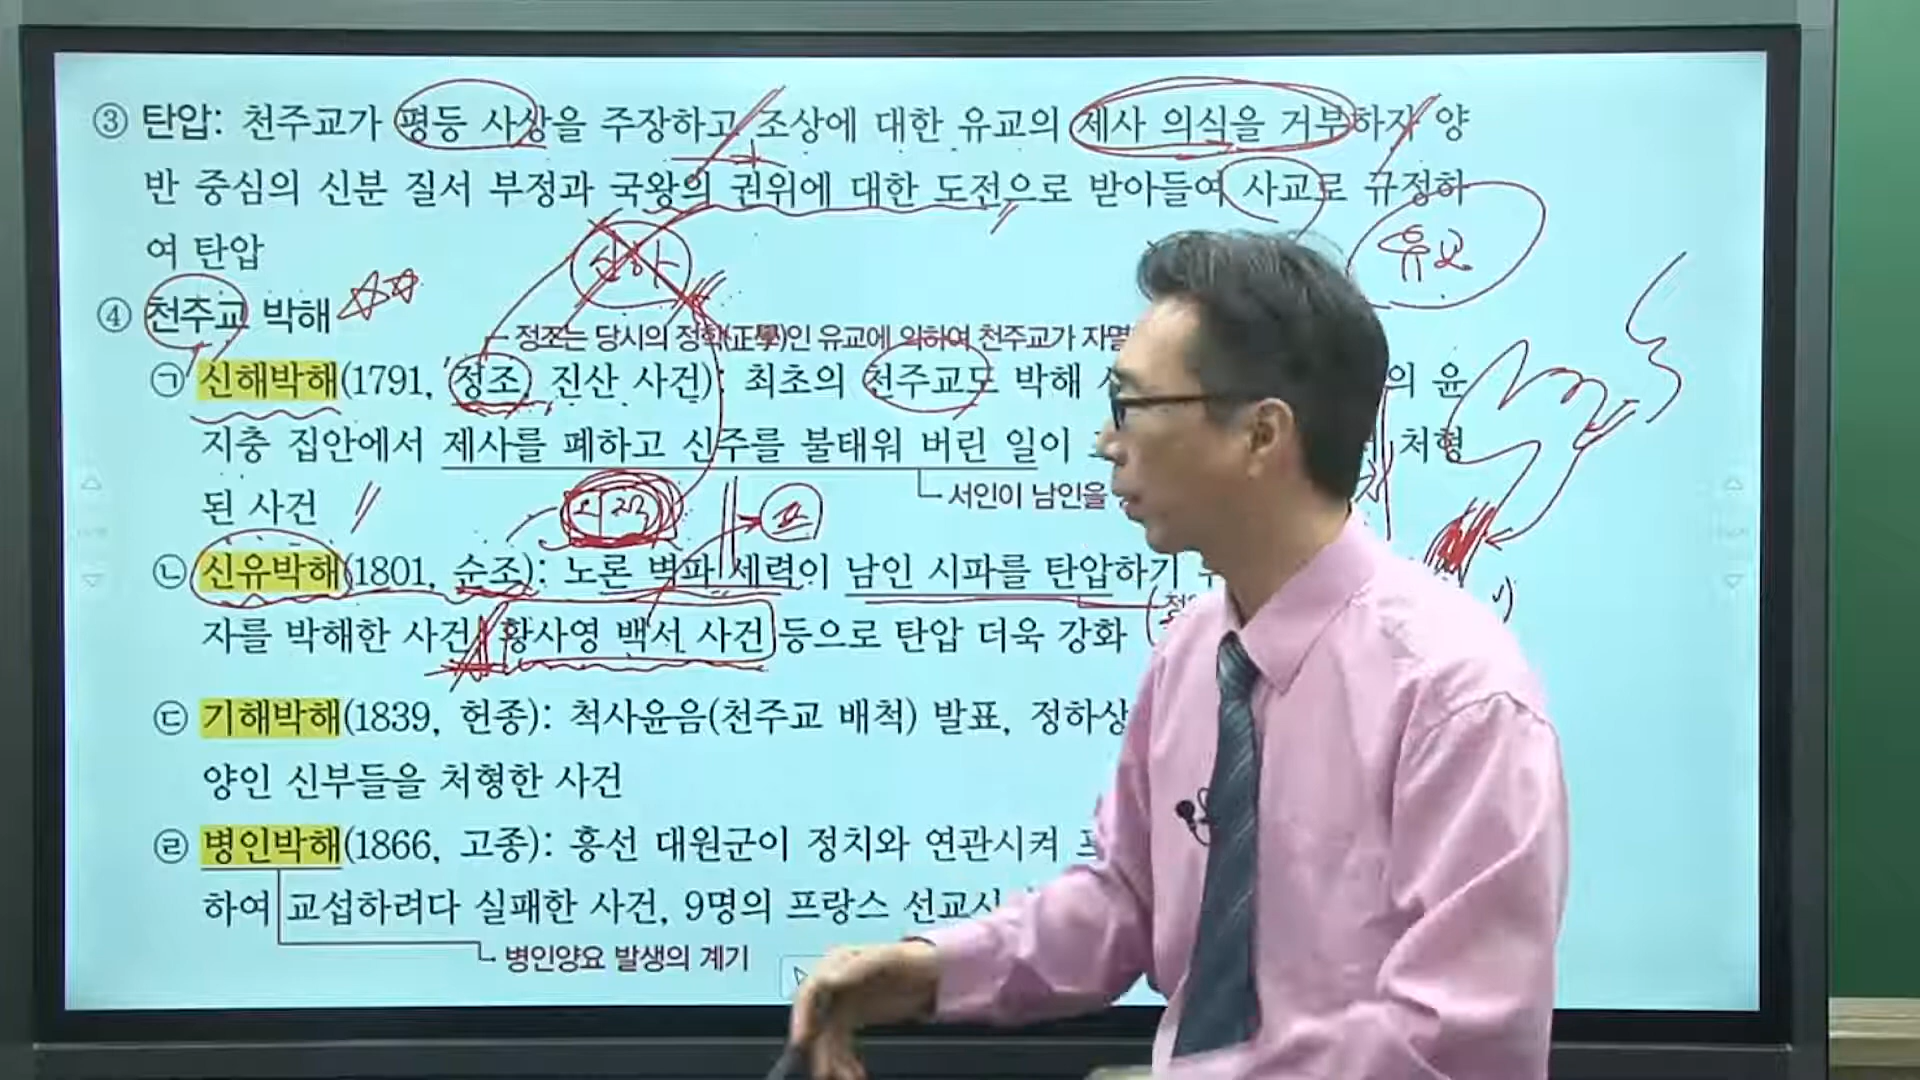 ③ 탄압: 천주교가 평등 사상을 주장하고 조상에 대한 유교의 제사 의식을 거부하자 양
반 중심의 신분 질서 부정과 국왕의 권위에 대한 도전으로 받아들여 사교로 규정하
여 탄압
유교
④ 천주교 박해
정조는 당시의 정학(正學)인 유교에 의하여 천주교가 자멸
㉠ 신해박해(1791, 정조, 진산 사건): 최초의 천주교도 박해 의 윤
지충 집안에서 제사를 폐하고 신주를 불태워 버린 일이 처형
된 사건
서인이 남인을
㉡ 신유박해(1801, 순조): 노론 벽파 세력이 남인 시파를 탄압하기
자를 박해한 사건, 황사영 백서 사건 등으로 탄압 더욱 강화
㉢ 기해박해(1839, 헌종): 척사윤음(천주교 배척) 발표, 정하상
양인 신부들을 처형한 사건
㉣ 병인박해(1866, 고종): 흥선 대원군이 정치와 연관시켜
하여 교섭하려다 실패한 사건, 9명의 프랑스 선교사
병인양요 발생의 계기